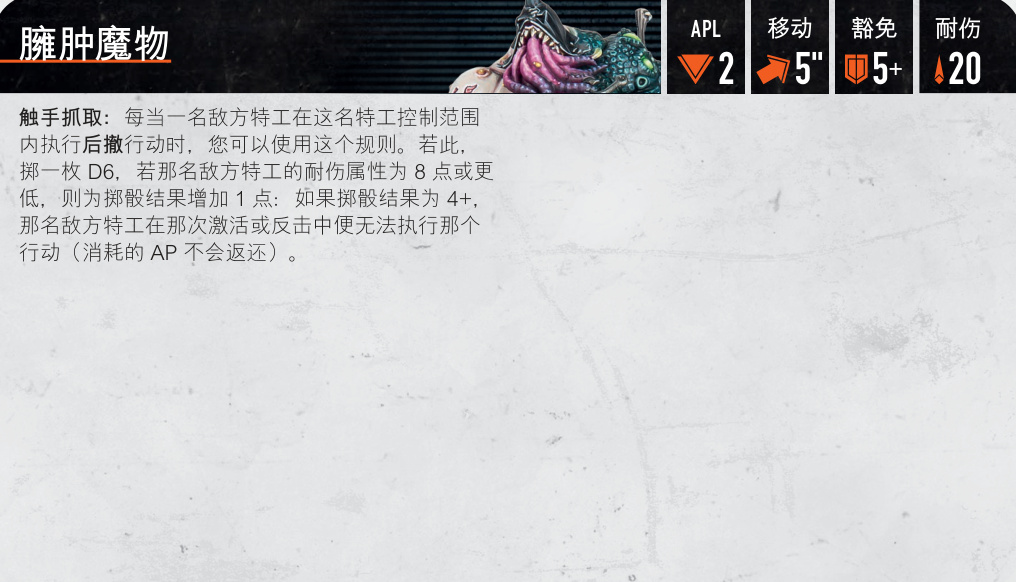 臃肿魔物
APL 移动 豁免 耐伤
2 5" 5+ 20
触手抓取：每当一名敌方特工在这名特工控制范围
内执行后撤行动时，您可以使用这个规则。若此，
掷一枚 D6，若那名敌方特工的耐伤属性为 8 点或更
低，则为掷骰结果增加 1 点：如果掷骰结果为 4+，
那名敌方特工在那次激活或反击中便无法执行那个
行动（消耗的 AP 不会返还）。